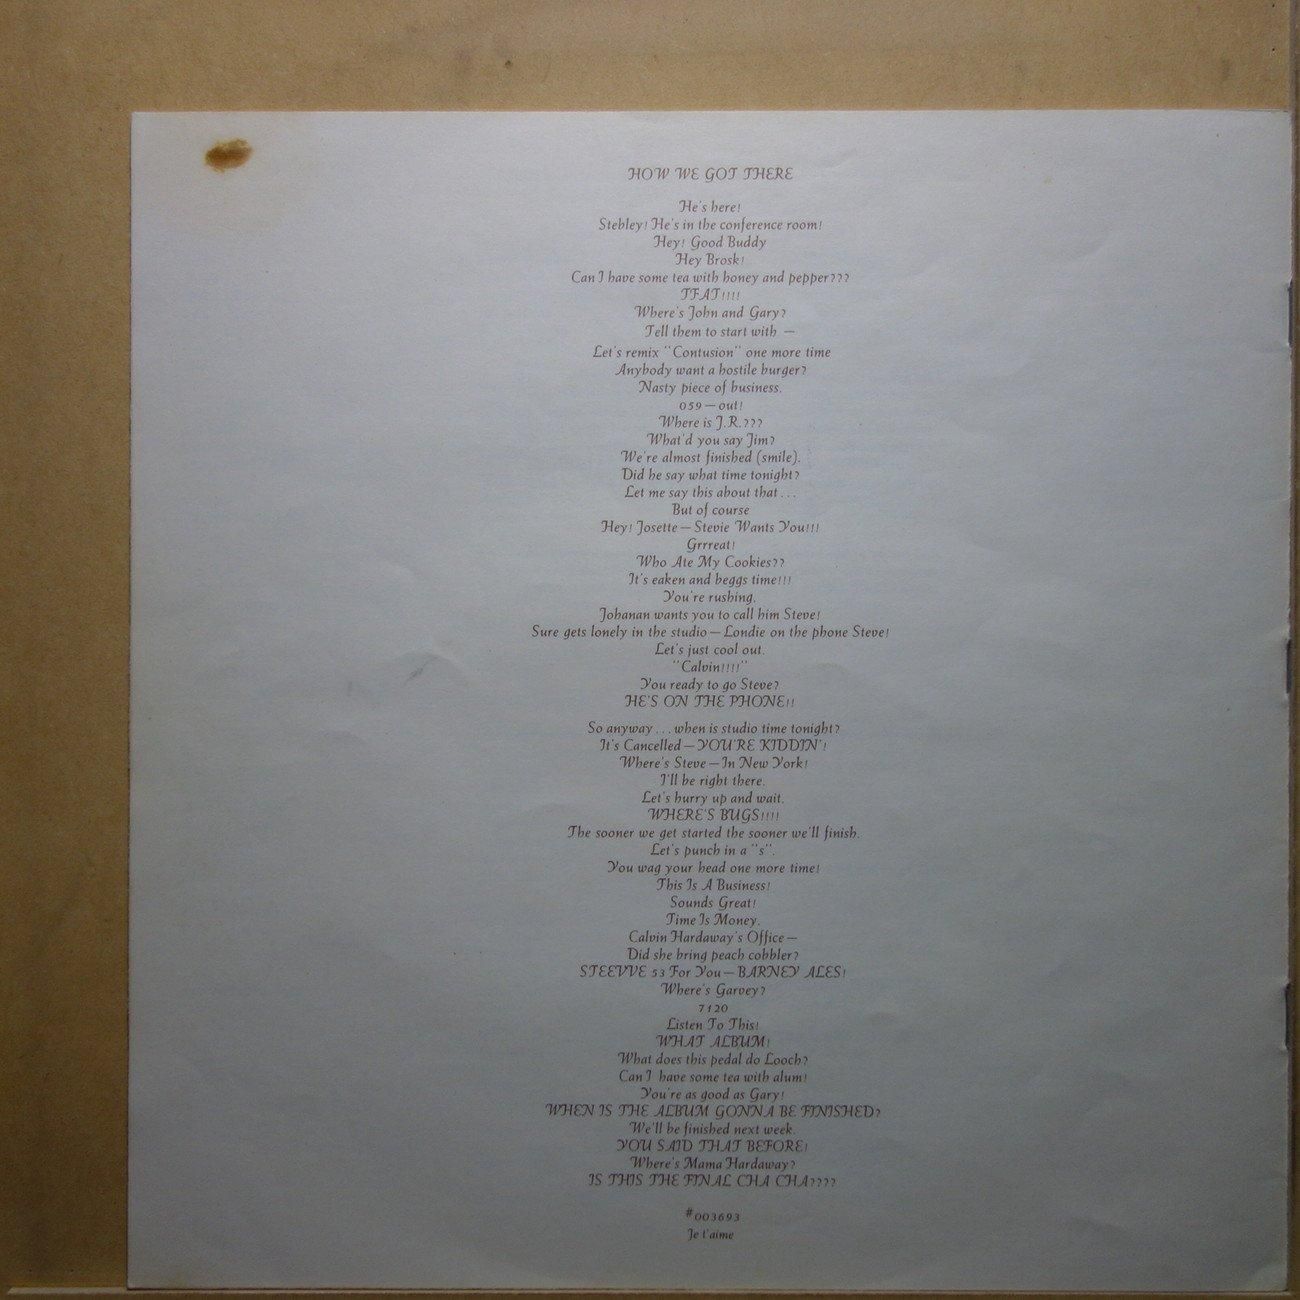 HOW WE GOT THERE
He's here!
Stebley! He's in the conference room!
Hey! Good Buddy
Hey Brosk!
Can I have some tea with honey and pepper???
TFAT!!!!
Where's John and Gary?
Tell them to start with —
Let's remix "Contusion" one more time
Anybody want a hostile burger?
Nasty piece of business.
059 — out!
Where is J.R.???
What'd you say Jim?
We're almost finished (smile).
Did he say what time tonight?
Let me say this about that . . .
But of course
Hey! Josette — Stevie Wants You!!!
Grrreat!
Who Ate My Cookies??
It's eaken and beggs time!!!
You're rushing.
Johanan wants you to call him Steve!
Sure gets lonely in the studio — Londie on the phone Steve!
Let's just cool out.
"Calvin!!!!"
You ready to go Steve?
HE'S ON THE PHONE!!
So anyway . . . when is studio time tonight?
It's Cancelled — YOU'RE KIDDIN'!
Where's Steve — In New York!
I'll be right there.
Let's hurry up and wait.
WHERE'S BUGS!!!!
The sooner we get started the sooner we'll finish.
Let's punch in a "s".
You wag your head one more time!
This Is A Business!
Sounds Great!
Time Is Money.
Calvin Hardaway's Office —
Did she bring peach cobbler?
STEEVVE 53 For You — BARNEY ALES!
Where's Garvey?
7120
Listen To This!
WHAT ALBUM!
What does this pedal do Looch?
Can I have some tea with alum!
You're as good as Gary!
WHEN IS THE ALBUM GONNA BE FINISHED?
We'll be finished next week.
YOU SAID THAT BEFORE!
Where's Mama Hardaway?
IS THIS THE FINAL CHA CHA????
#003693
Je t'aime